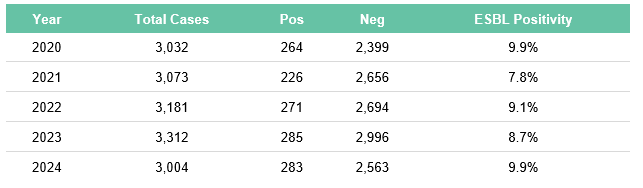 Year Total Cases Pos Neg ESBL Positivity
2020 3,032 264 2,399 9.9%
2021 3,073 226 2,656 7.8%
2022 3,181 271 2,694 9.1%
2023 3,312 285 2,996 8.7%
2024 3,004 283 2,563 9.9%